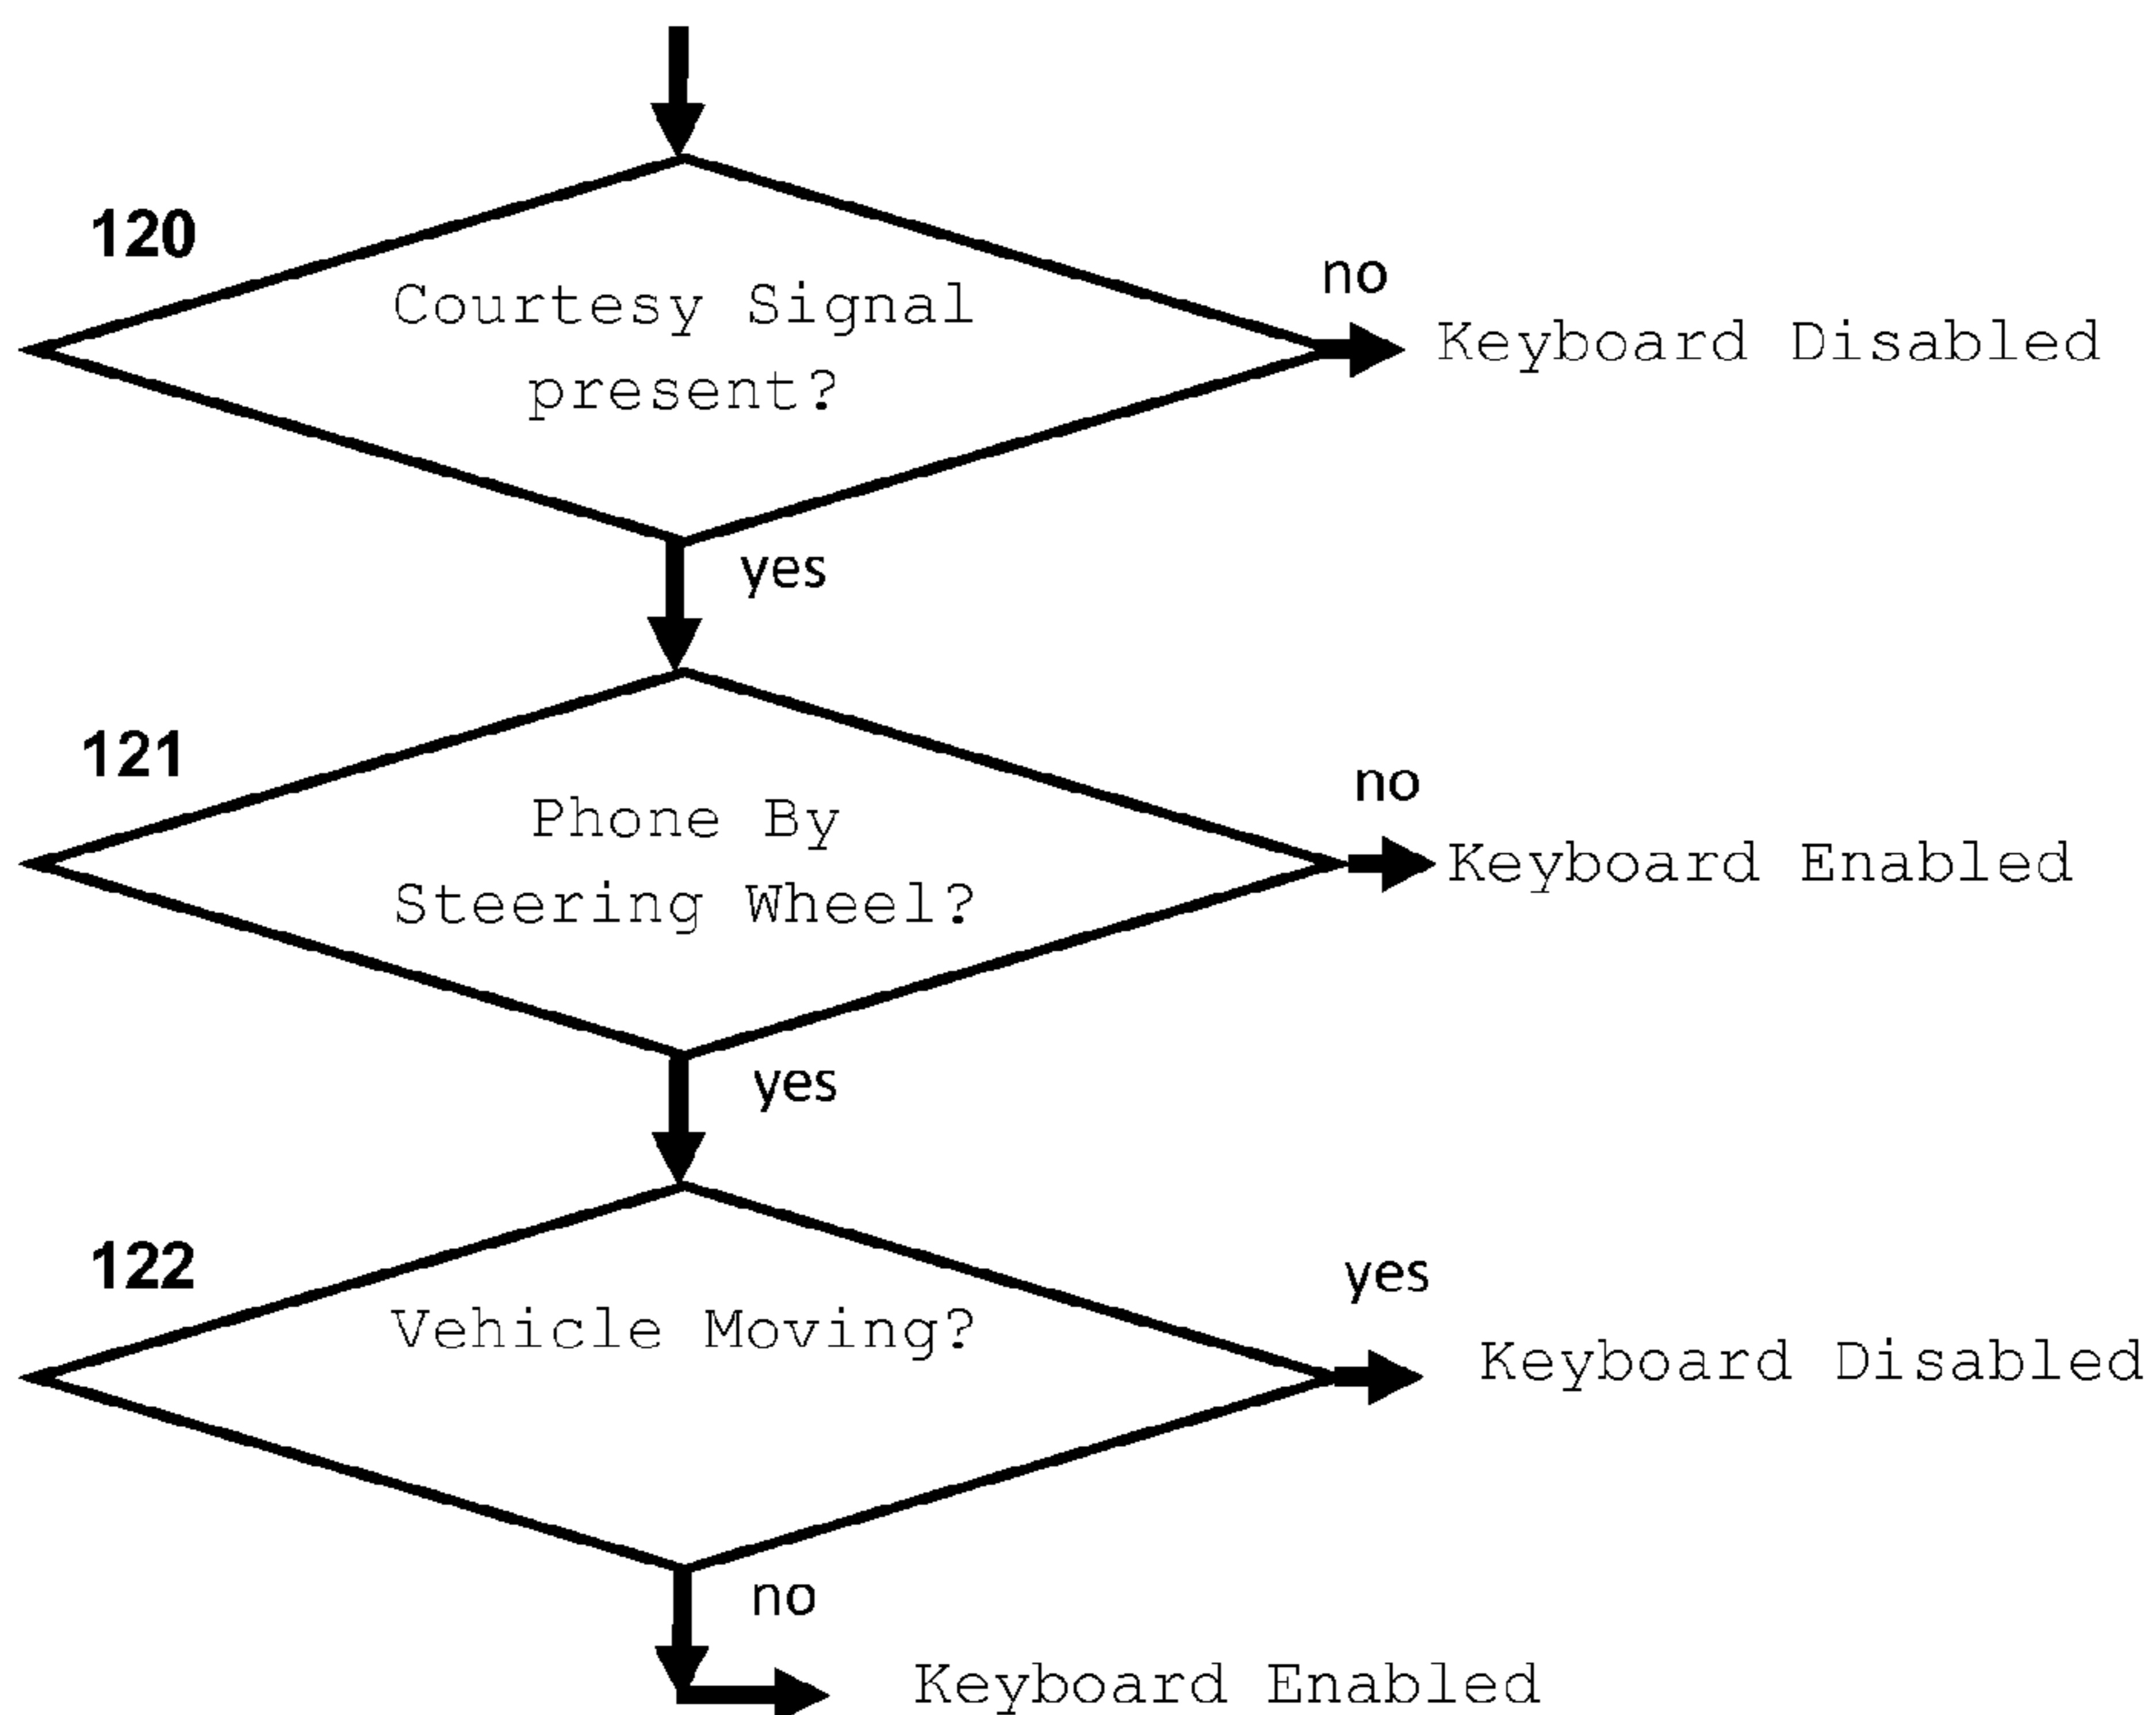 120
Courtesy Signal
present?
no
Keyboard Disabled
yes
121
Phone By
Steering Wheel?
no
Keyboard Enabled
yes
122
Vehicle Moving?
yes
Keyboard Disabled
no
Keyboard Enabled